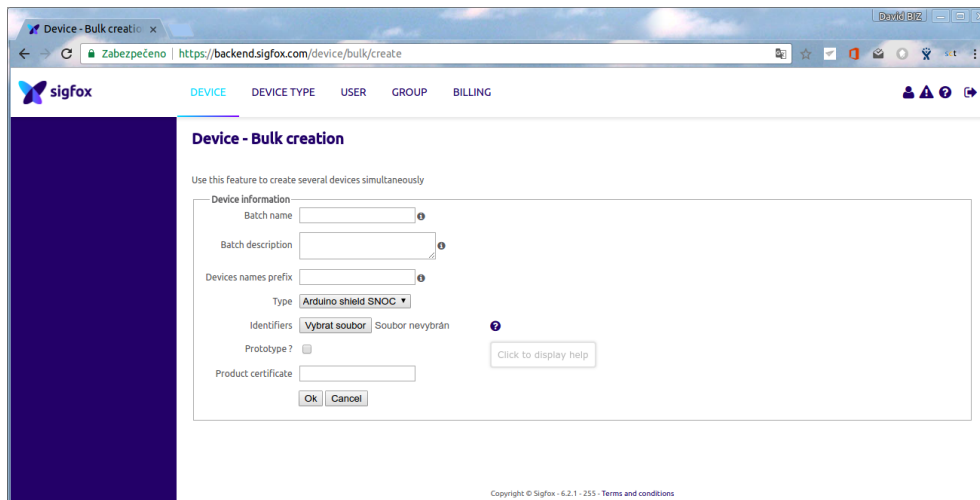 David BIZ
Device - Bulk creatio
Zabezpečeno | https://backend.sigfox.com/device/bulk/create
sigfox DEVICE DEVICE TYPE USER GROUP BILLING
Device - Bulk creation
Use this feature to create several devices simultaneously
Device information
Batch name
Batch description
Devices names prefix
Type Arduino shield SNOC
Identifiers Vybrat soubor Soubor nevybrán
Prototype ?
Click to display help
Product certificate
Ok Cancel
Copyright © Sigfox - 6.2.1 - 255 - Terms and conditions